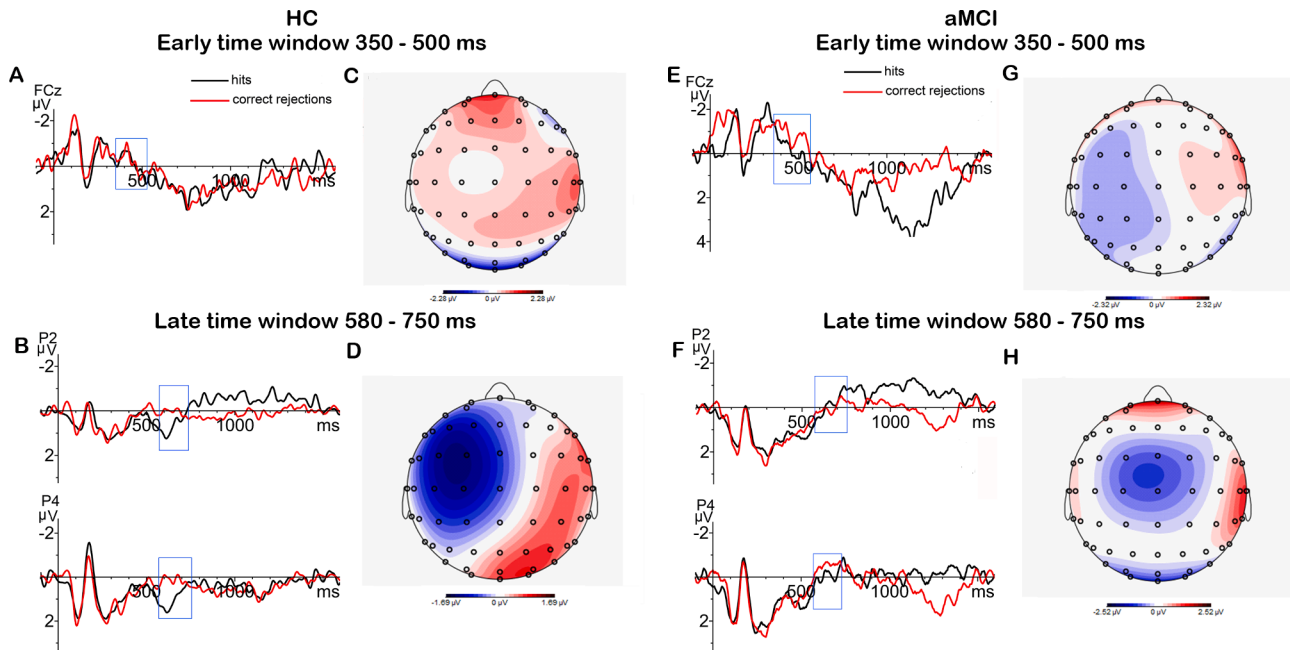 HC
Early time window 350 - 500 ms
A
FCz
µV
-2
2
500
1000
ms
hits
correct rejections
C
-2.28 µV
0 µV
2.28 µV
Late time window 580 - 750 ms
B
P2
µV
-2
2
500
1000
ms
P4
µV
-2
2
500
1000
ms
D
-1.69 µV
0 µV
1.69 µV
aMCI
Early time window 350 - 500 ms
E
FCz
µV
-2
2
4
500
1000
ms
hits
correct rejections
G
-2.32 µV
0 µV
2.32 µV
Late time window 580 - 750 ms
F
P2
µV
-2
2
500
1000
ms
P4
µV
-2
2
500
1000
ms
H
-2.52 µV
0 µV
2.52 µV